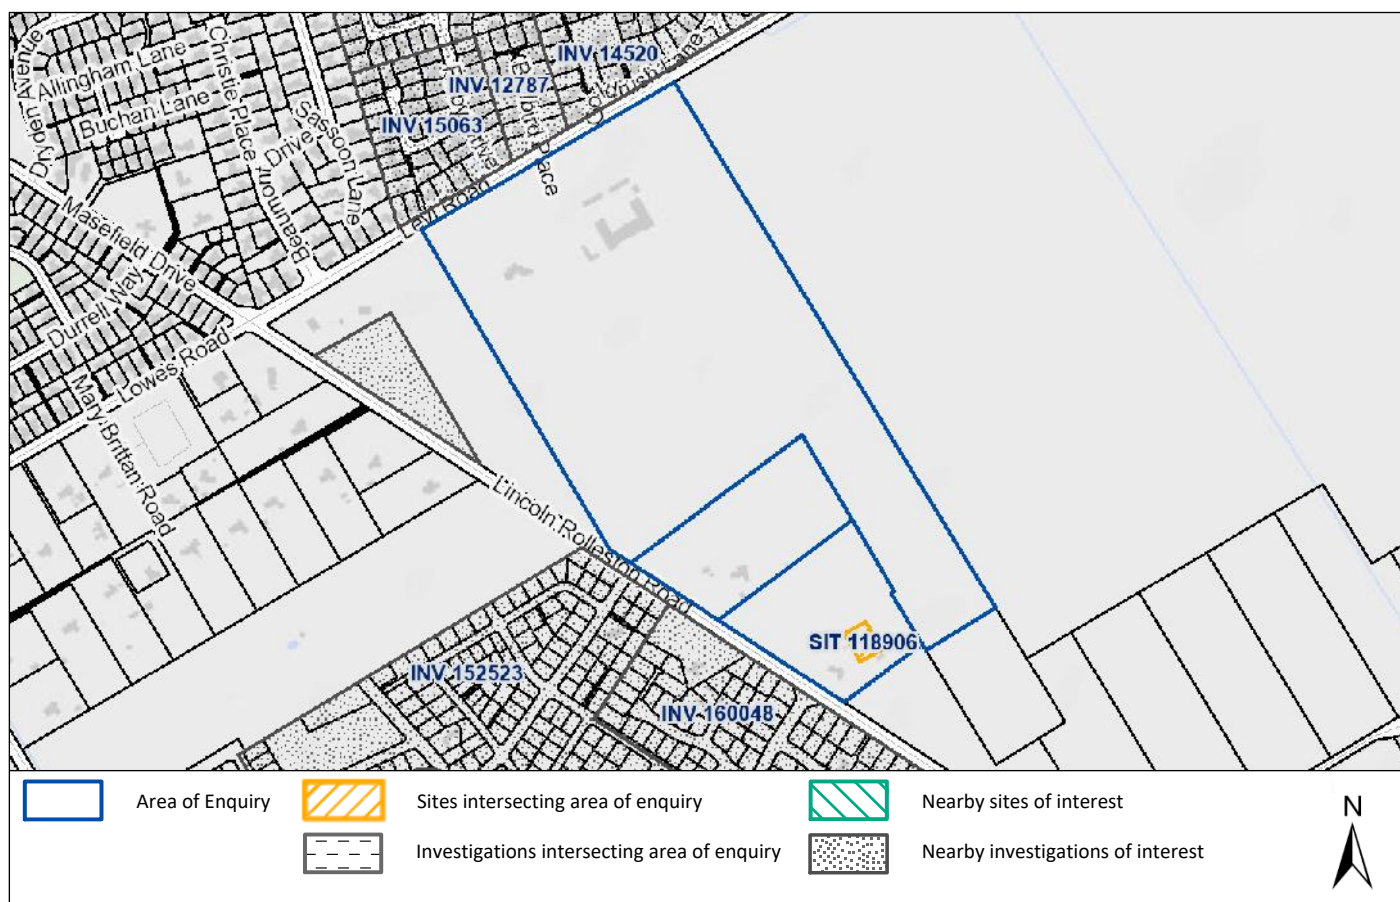 INV 14520
INV 12787
INV 15063
Dryden Avenue
Allingham Lane
Buchan Lane
Christie Place
Beaumont Drive
Sassoon Lane
Place
Levi Road
Masefield Drive
Durrell Way
Lowes Road
Mary Brittan Road
Lincoln Rolleston Road
SIT 118906
INV 152523
INV 160048
Area of Enquiry
Sites intersecting area of enquiry
Nearby sites of interest
N
Investigations intersecting area of enquiry
Nearby investigations of interest